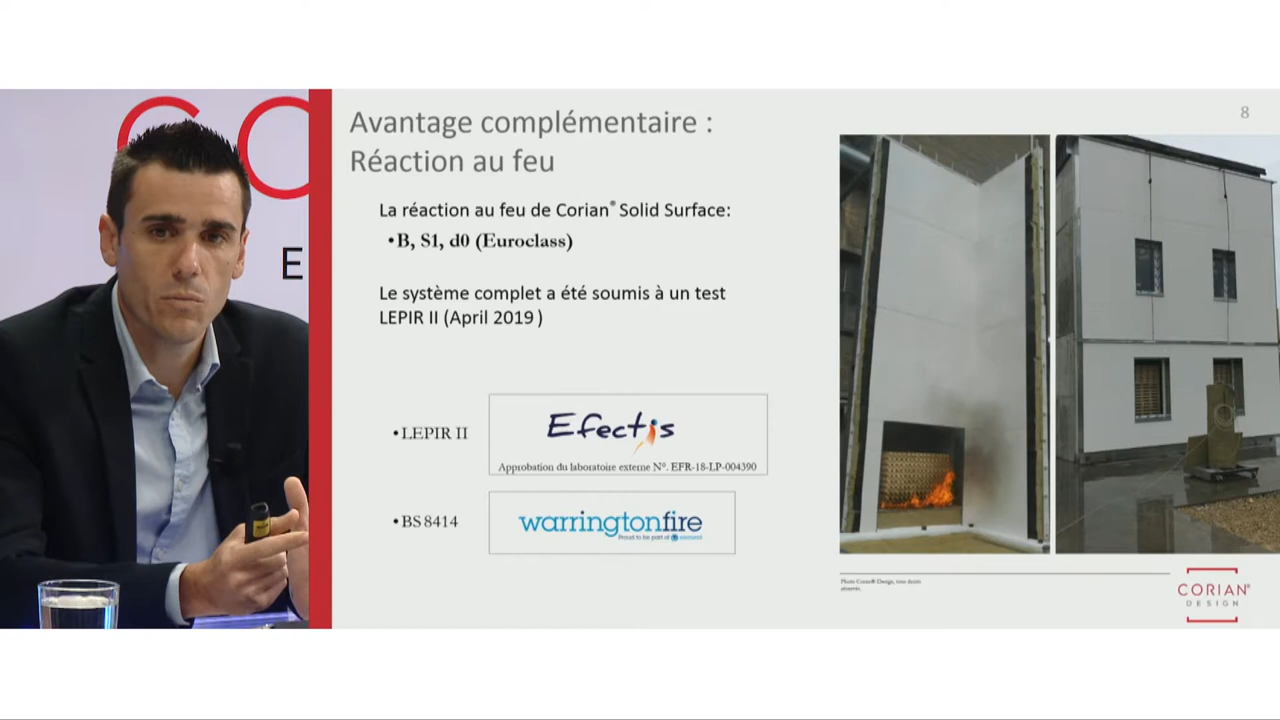 CO
E
8
Avantage complémentaire :
Réaction au feu
La réaction au feu de Corian® Solid Surface:
• B, S1, d0 (Euroclass)
Le système complet a été soumis à un test
LEPIR II (April 2019 )
• LEPIR II
Efectis
Approbation du laboratoire externe N°. EFR-18-LP-004390
• BS 8414
warringtonfire
Proud to be part of element
Photo Corian® Design, tous droits
réservés.
CORIAN®
DESIGN